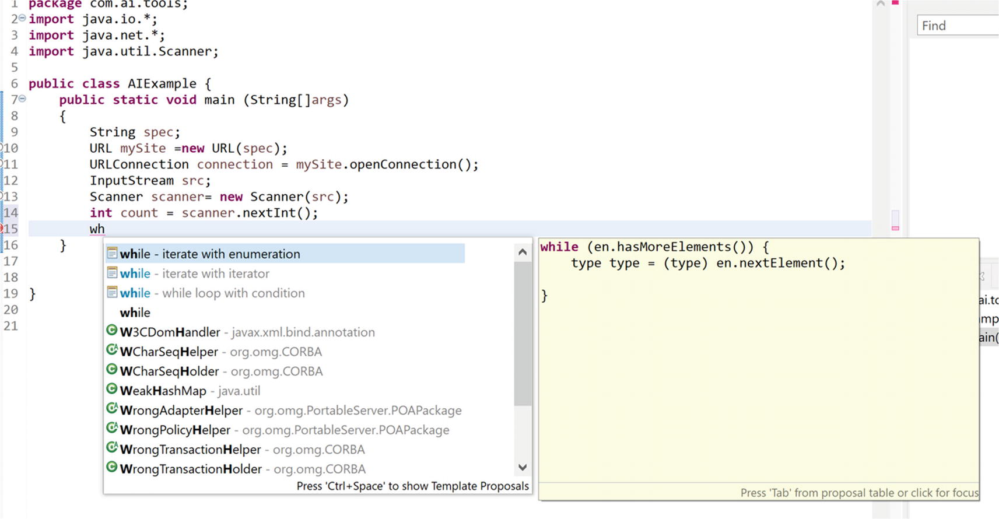 1 package com.ai.tools;
2 import java.io.*;
3 import java.net.*;
4 import java.util.Scanner;
5
6 public class AIExample {
7 public static void main (String[]args)
8 {
9 String spec;
10 URL mySite =new URL(spec);
11 URLConnection connection = mySite.openConnection();
12 InputStream src;
13 Scanner scanner= new Scanner(src);
14 int count = scanner.nextInt();
15 wh
16 }
17
18
19 }
20
21
while - iterate with enumeration
while - iterate with iterator
while - while loop with condition
while
W3CDomHandler - javax.xml.bind.annotation
WCharSeqHelper - org.omg.CORBA
WCharSeqHolder - org.omg.CORBA
WeakHashMap - java.util
WrongAdapterHelper - org.omg.PortableServer.POAPackage
WrongPolicyHelper - org.omg.PortableServer.POAPackage
WrongTransactionHelper - org.omg.CORBA
WrongTransactionHolder - org.omg.CORBA
Press 'Ctrl+Space' to show Template Proposals
while (en.hasMoreElements()) {
type type = (type) en.nextElement();
}
Press 'Tab' from proposal table or click for focus
Find
ain(